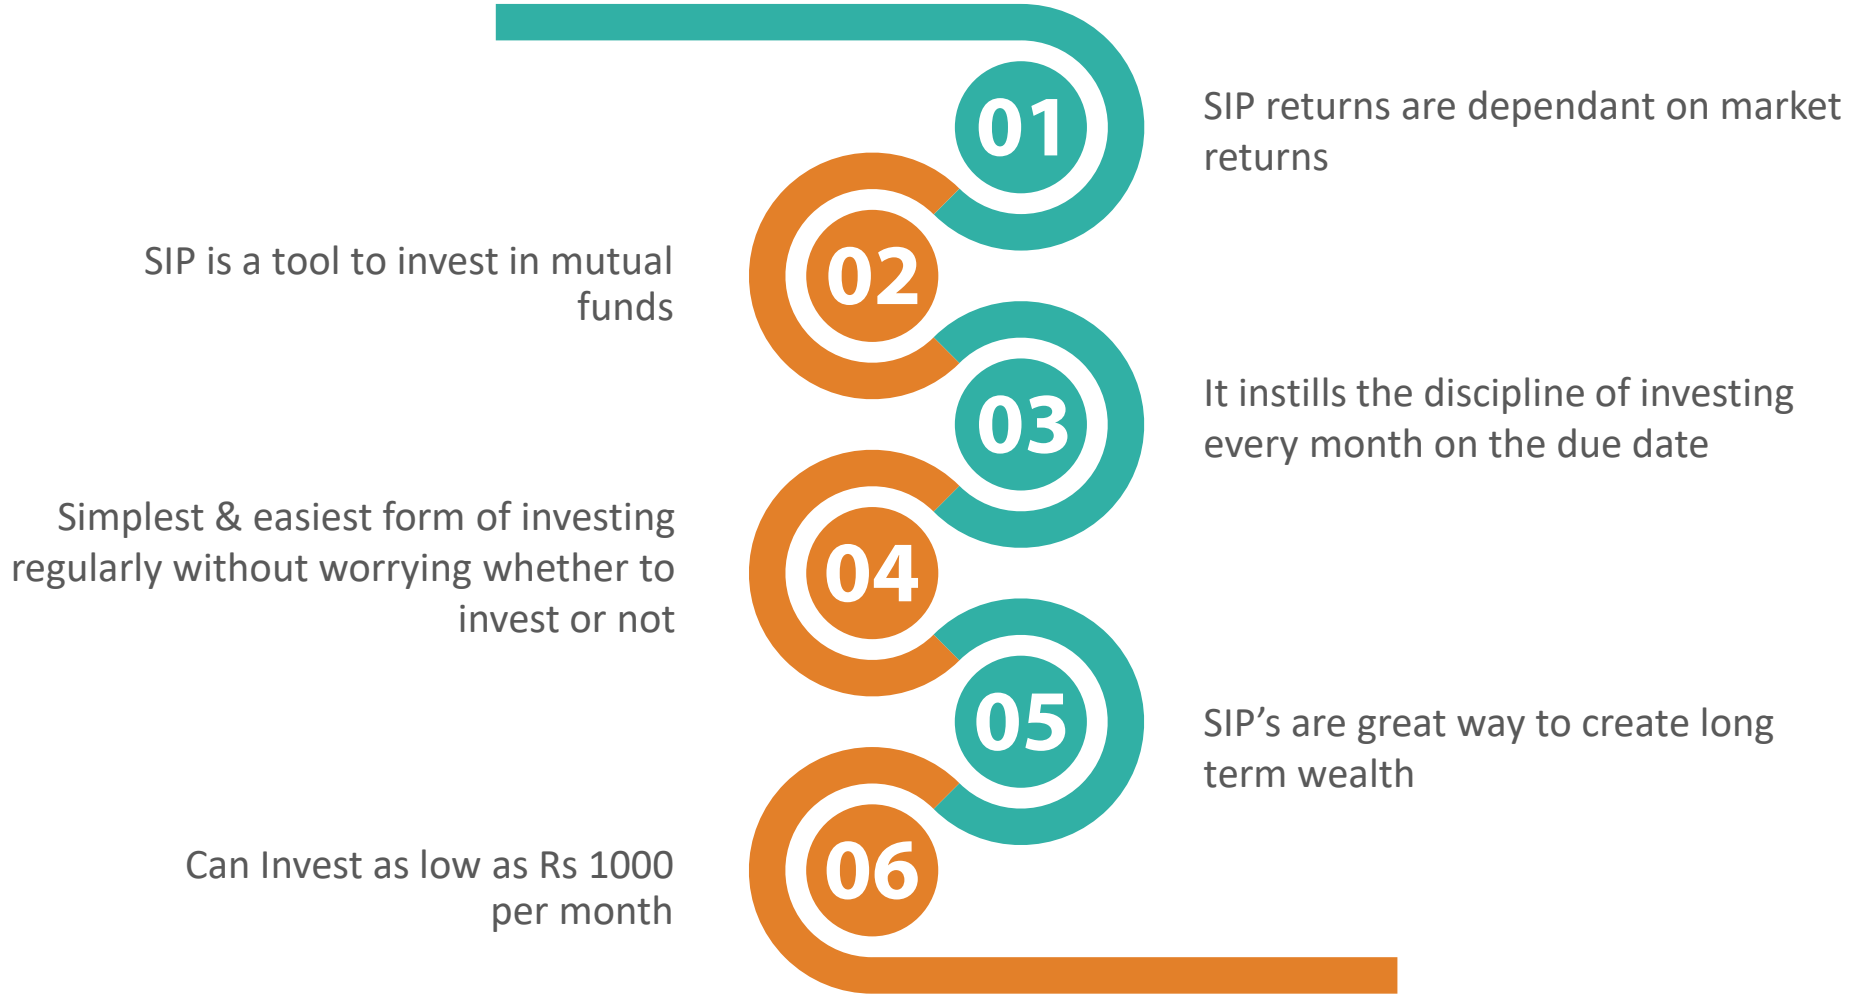 01
SIP returns are dependant on market
returns
02
SIP is a tool to invest in mutual
funds
03
It instills the discipline of investing
every month on the due date
04
Simplest & easiest form of investing
regularly without worrying whether to
invest or not
05
SIP’s are great way to create long
term wealth
06
Can Invest as low as Rs 1000
per month